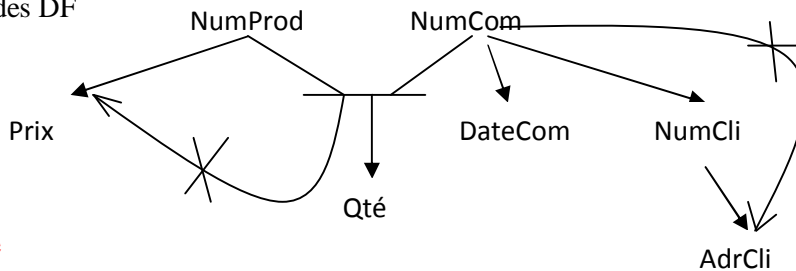 des DF
NumProd NumCom
Prix DateCom NumCli
Qté
AdrCli